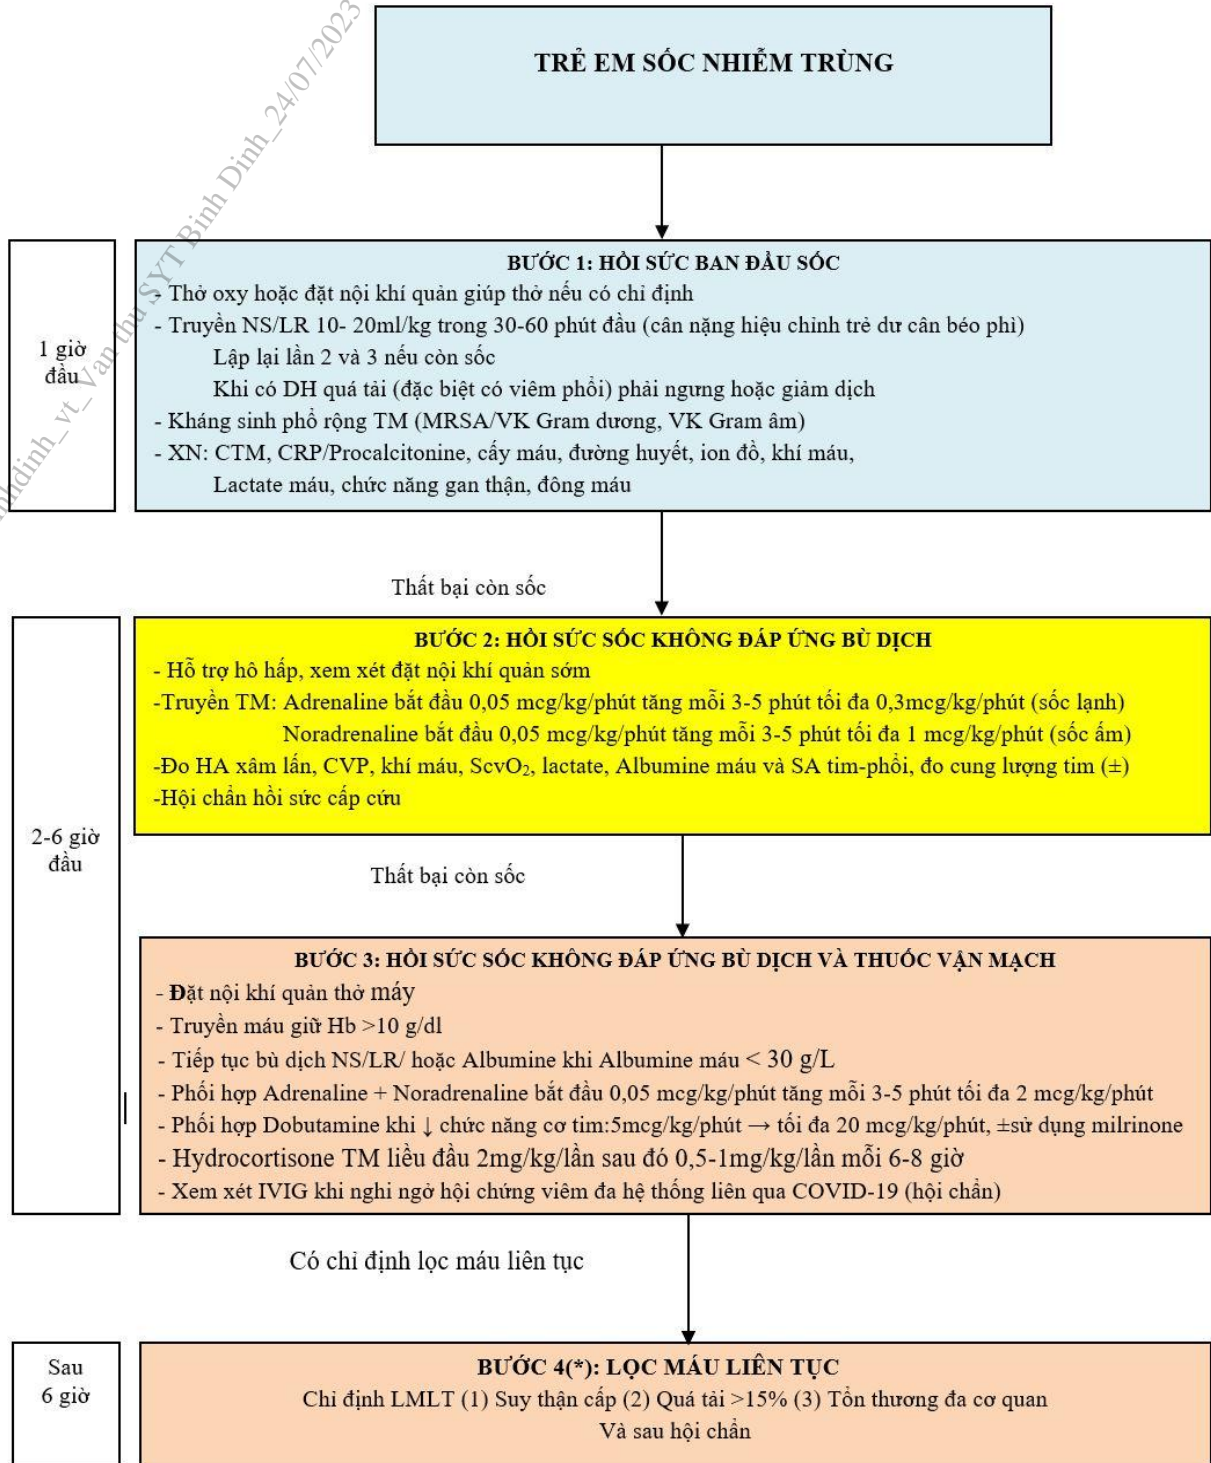 TRẺ EM SỐC NHIỄM TRÙNG
1 giờ
đầu
BƯỚC 1: HỒI SỨC BAN ĐẦU SỐC
- Thở oxy hoặc đặt nội khí quản giúp thở nếu có chỉ định
- Truyền NS/LR 10- 20ml/kg trong 30-60 phút đầu (cân nặng hiệu chỉnh trẻ dư cân béo phì)
Lập lại lần 2 và 3 nếu còn sốc
Khi có DH quá tải (đặc biệt có viêm phổi) phải ngưng hoặc giảm dịch
- Kháng sinh phổ rộng TM (MRSA/VK Gram dương, VK Gram âm)
- XN: CTM, CRP/Procalcitonine, cấy máu, đường huyết, ion đồ, khí máu,
Lactate máu, chức năng gan thận, đông máu
Thất bại còn sốc
2-6 giờ
đầu
BƯỚC 2: HỒI SỨC SỐC KHÔNG ĐÁP ỨNG BÙ DỊCH
- Hỗ trợ hô hấp, xem xét đặt nội khí quản sớm
-Truyền TM: Adrenaline bắt đầu 0,05 mcg/kg/phút tăng mỗi 3-5 phút tối đa 0,3mcg/kg/phút (sốc lạnh)
Noradrenaline bắt đầu 0,05 mcg/kg/phút tăng mỗi 3-5 phút tối đa 1 mcg/kg/phút (sốc ấm)
-Đo HA xâm lấn, CVP, khí máu, ScvO₂, lactate, Albumine máu và SA tim-phổi, đo cung lượng tim (±)
-Hội chẩn hồi sức cấp cứu
Thất bại còn sốc
BƯỚC 3: HỒI SỨC SỐC KHÔNG ĐÁP ỨNG BÙ DỊCH VÀ THUỐC VẬN MẠCH
- Đặt nội khí quản thở máy
- Truyền máu giữ Hb >10 g/dl
- Tiếp tục bù dịch NS/LR/ hoặc Albumine khi Albumine máu < 30 g/L
- Phối hợp Adrenaline + Noradrenaline bắt đầu 0,05 mcg/kg/phút tăng mỗi 3-5 phút tối đa 2 mcg/kg/phút
- Phối hợp Dobutamine khi ↓ chức năng cơ tim:5mcg/kg/phút → tối đa 20 mcg/kg/phút, ±sử dụng milrinone
- Hydrocortisone TM liều đầu 2mg/kg/lần sau đó 0,5-1mg/kg/lần mỗi 6-8 giờ
- Xem xét IVIG khi nghi ngờ hội chứng viêm đa hệ thống liên qua COVID-19 (hội chẩn)
Có chỉ định lọc máu liên tục
Sau
6 giờ
BƯỚC 4(*): LỌC MÁU LIÊN TỤC
Chỉ định LMLT (1) Suy thận cấp (2) Quá tải >15% (3) Tổn thương đa cơ quan
Và sau hội chẩn
nhdinh_vt_Van thu SYT Binh Dinh_24/07/2023